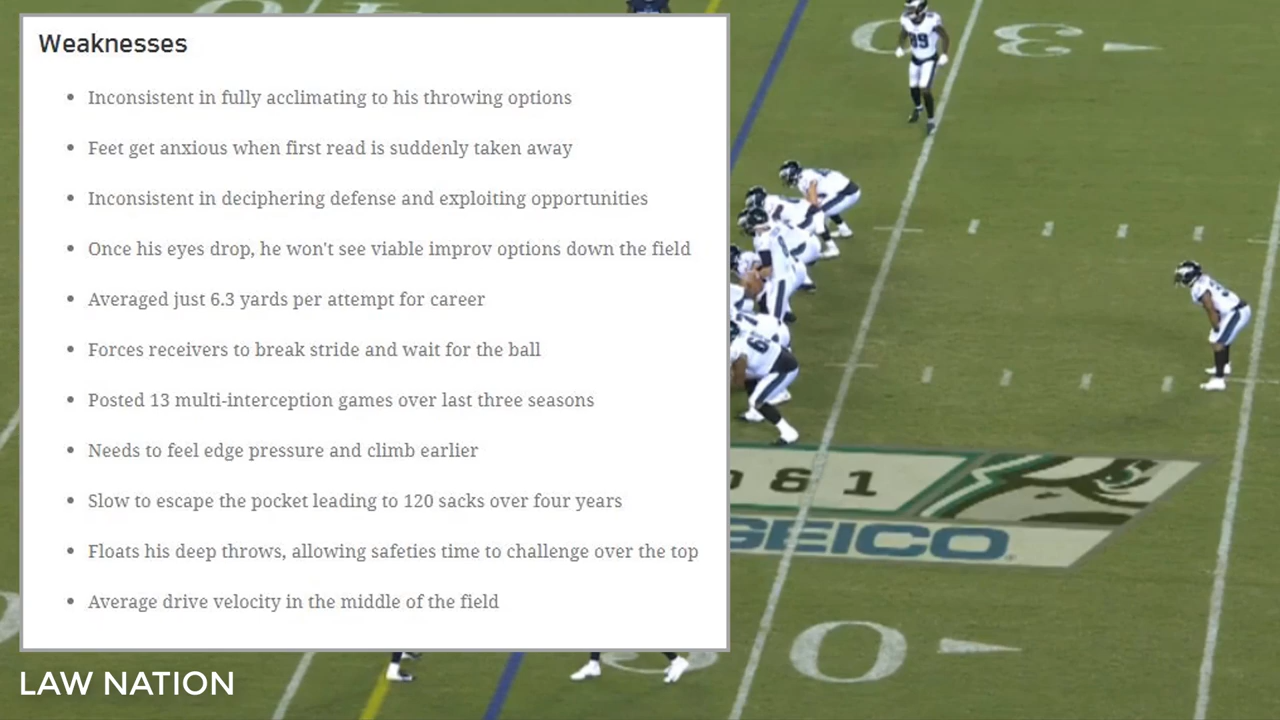 Weaknesses
Inconsistent in fully acclimating to his throwing options
Feet get anxious when first read is suddenly taken away
Inconsistent in deciphering defense and exploiting opportunities
Once his eyes drop, he won't see viable improv options down the field
Averaged just 6.3 yards per attempt for career
Forces receivers to break stride and wait for the ball
Posted 13 multi-interception games over last three seasons
Needs to feel edge pressure and climb earlier
Slow to escape the pocket leading to 120 sacks over four years
Floats his deep throws, allowing safeties time to challenge over the top
Average drive velocity in the middle of the field
GEICO
LAW NATION